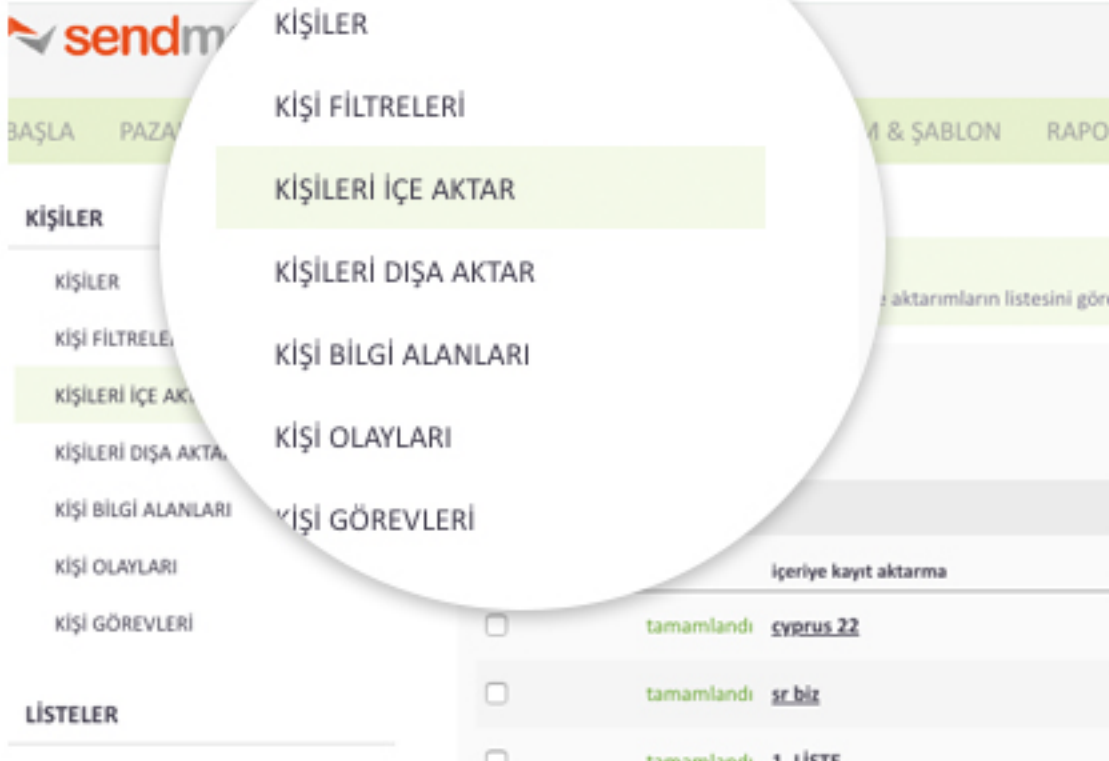 sendm
KİŞİLER
KİŞİ FİLTRELERİ
KİŞİLERİ İÇE AKTAR
KİŞİLERİ DIŞA AKTAR
KİŞİ BİLGİ ALANLARI
KİŞİ OLAYLARI
KİŞİ GÖREVLERİ
BAŞLA PAZA & ŞABLON RAPO
KİŞİLER
KİŞİLER
KİŞİ FİLTRELE
KİŞİLERİ İÇE AK
KİŞİLERİ DIŞA AKTA
KİŞİ BİLGİ ALANLARI
KİŞİ OLAYLARI
KİŞİ GÖREVLERİ
LİSTELER
aktarımların listesini gör
içeriye kayıt aktarma
tamamlandı cyprus 22
tamamlandı sr biz
tamamlandı 1. LİSTE